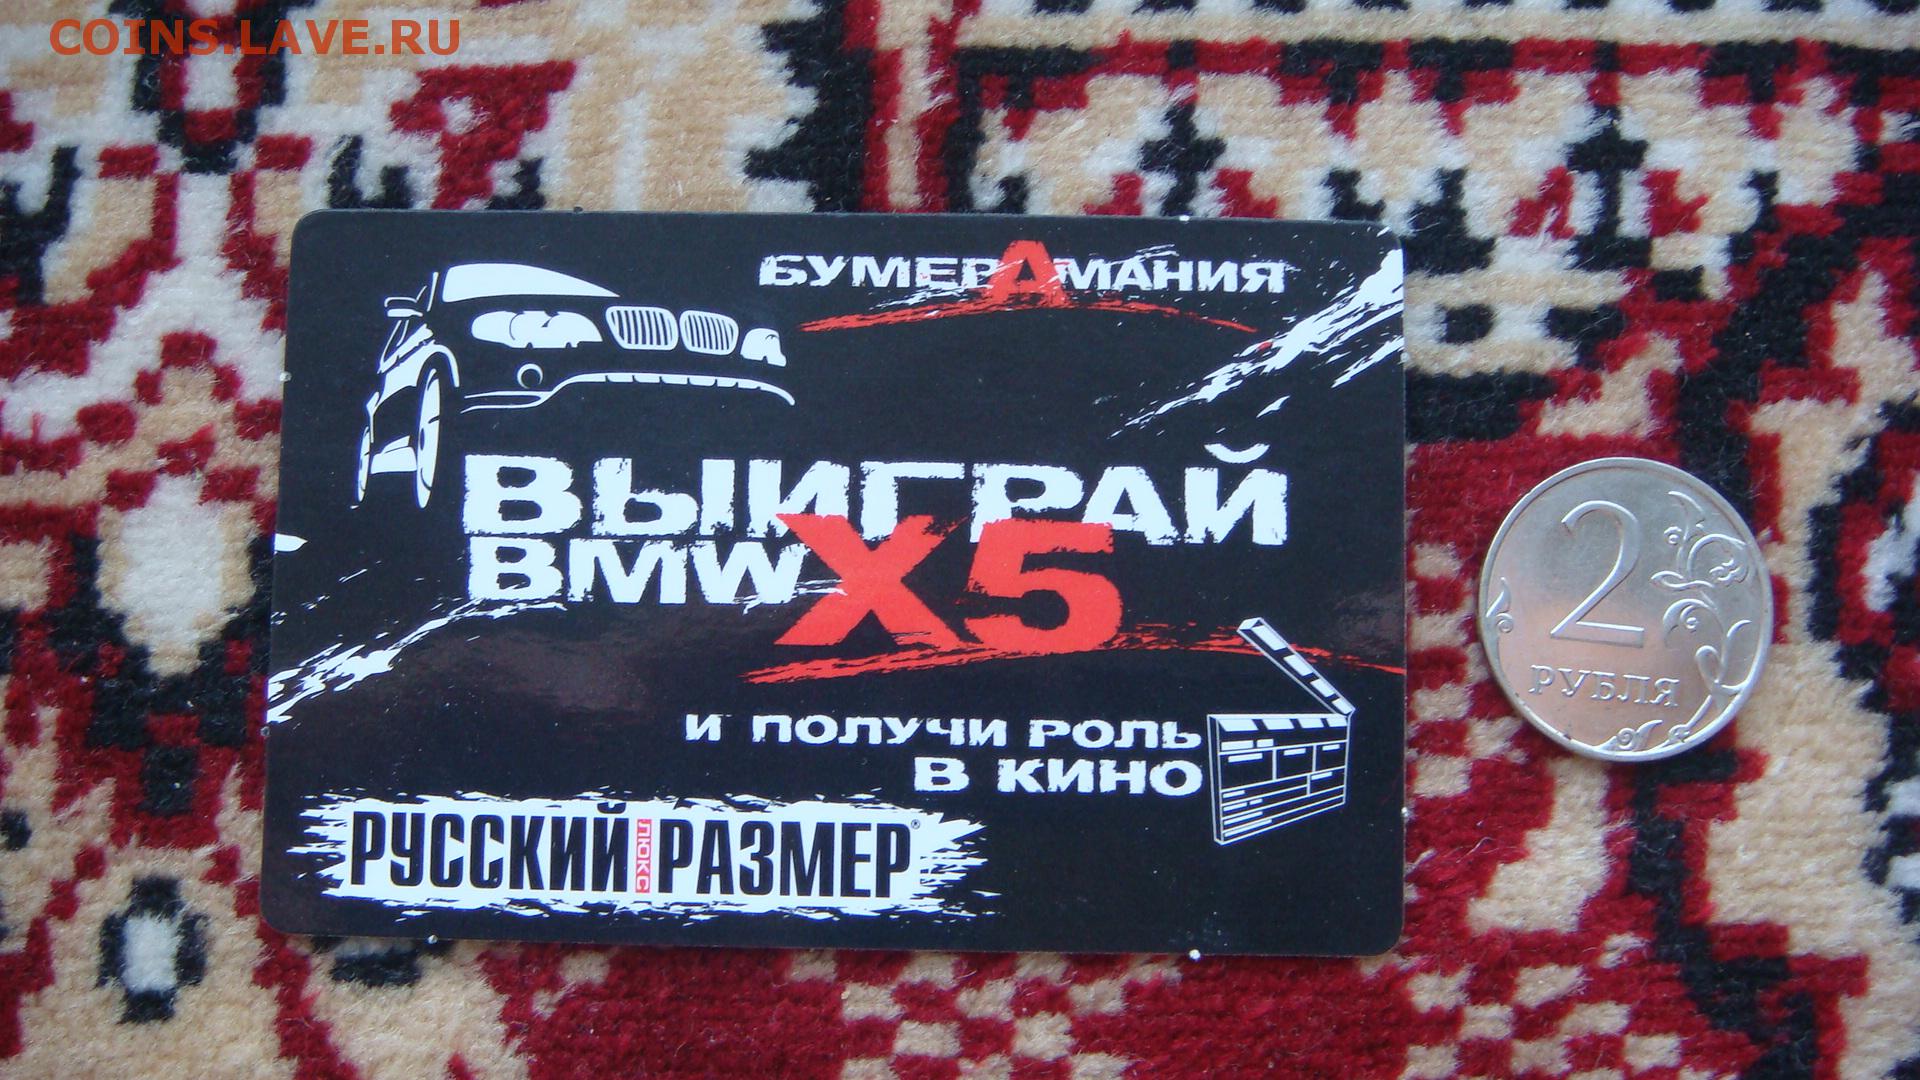 COINS.LAVE.RU
БУМЕРАМАНИЯ
ВЫИГРАЙ
BMW X5
И ПОЛУЧИ РОЛЬ
В КИНО
РУССКИЙ ЛЮКС РАЗМЕР®
2
РУБЛЯ